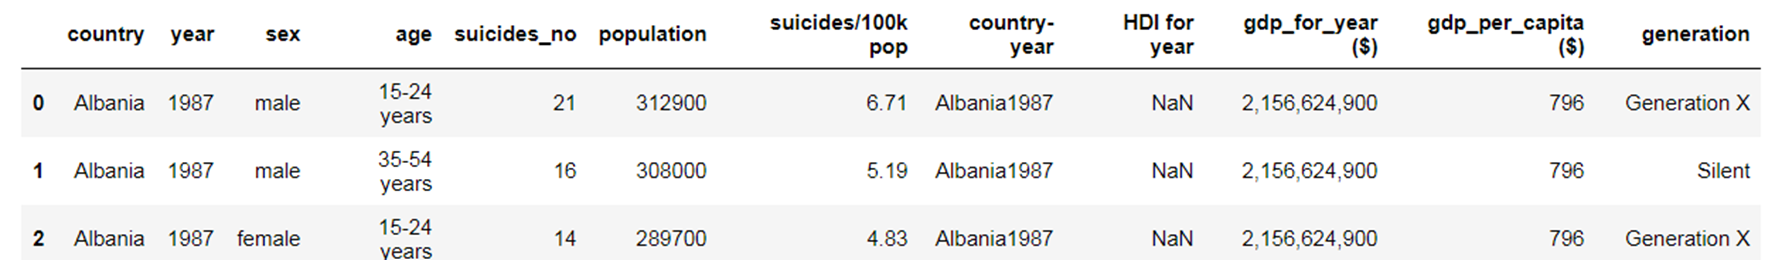 country year sex age suicides_no population suicides/100k pop country-year HDI for year gdp_for_year ($) gdp_per_capita ($) generation
0 Albania 1987 male 15-24 years 21 312900 6.71 Albania1987 NaN 2,156,624,900 796 Generation X
1 Albania 1987 male 35-54 years 16 308000 5.19 Albania1987 NaN 2,156,624,900 796 Silent
2 Albania 1987 female 15-24 years 14 289700 4.83 Albania1987 NaN 2,156,624,900 796 Generation X